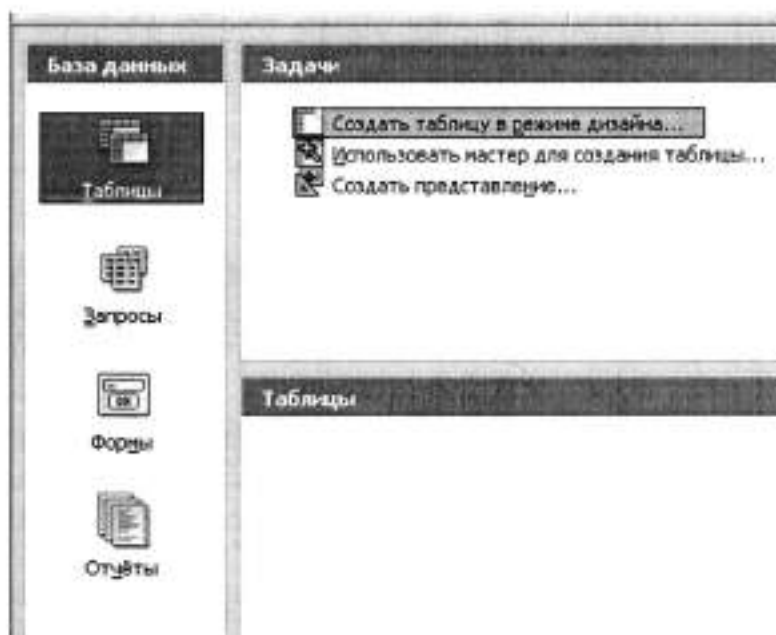 База данных
Таблицы
Запросы
Формы
Отчёты
Задачи
Создать таблицу в режиме дизайна...
Использовать мастер для создания таблицы...
Создать представление...
Таблицы